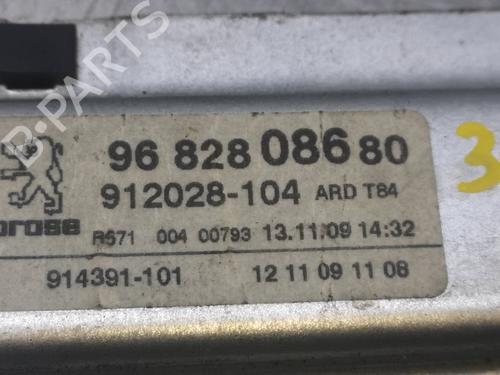 96 828 086 80
912028-104 ARD T84
brose R671 004 00793 13.11.09 14:32
914391-101 12 11 09 11 08
3
B-PARTS